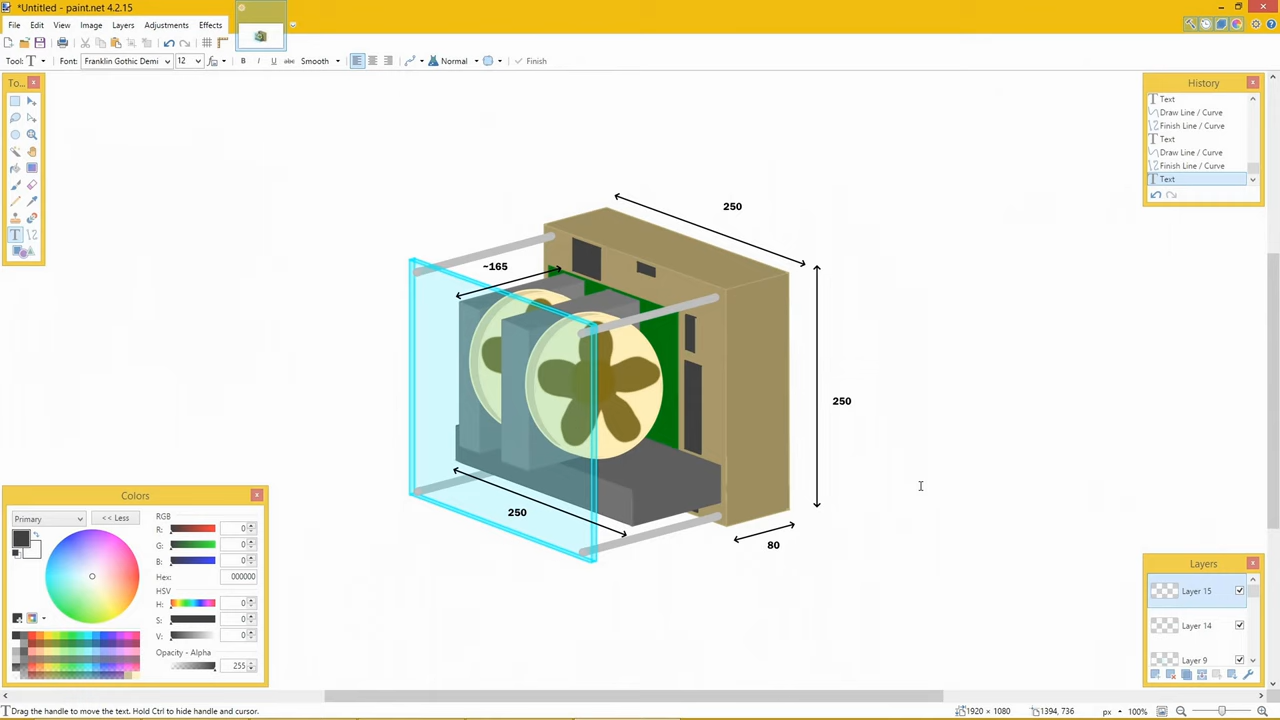 *Untitled - paint.net 4.2.15
File Edit View Image Layers Adjustments Effects
Tool: T Font: Franklin Gothic Demi 12 B I U abc Smooth Normal Finish
To...
History
Text
Draw Line / Curve
Finish Line / Curve
Text
Draw Line / Curve
Finish Line / Curve
Text
250
~165
250
250
80
Colors
Primary
<< Less
RGB
R: 0
G: 0
B: 0
Hex: 000000
HSV
H: 0
S: 0
V: 0
Opacity - Alpha
255
Layers
Layer 15
Layer 14
Layer 9
Drag the handle to move the text. Hold Ctrl to hide handle and cursor.
1920 × 1080
1394, 736
px
100%